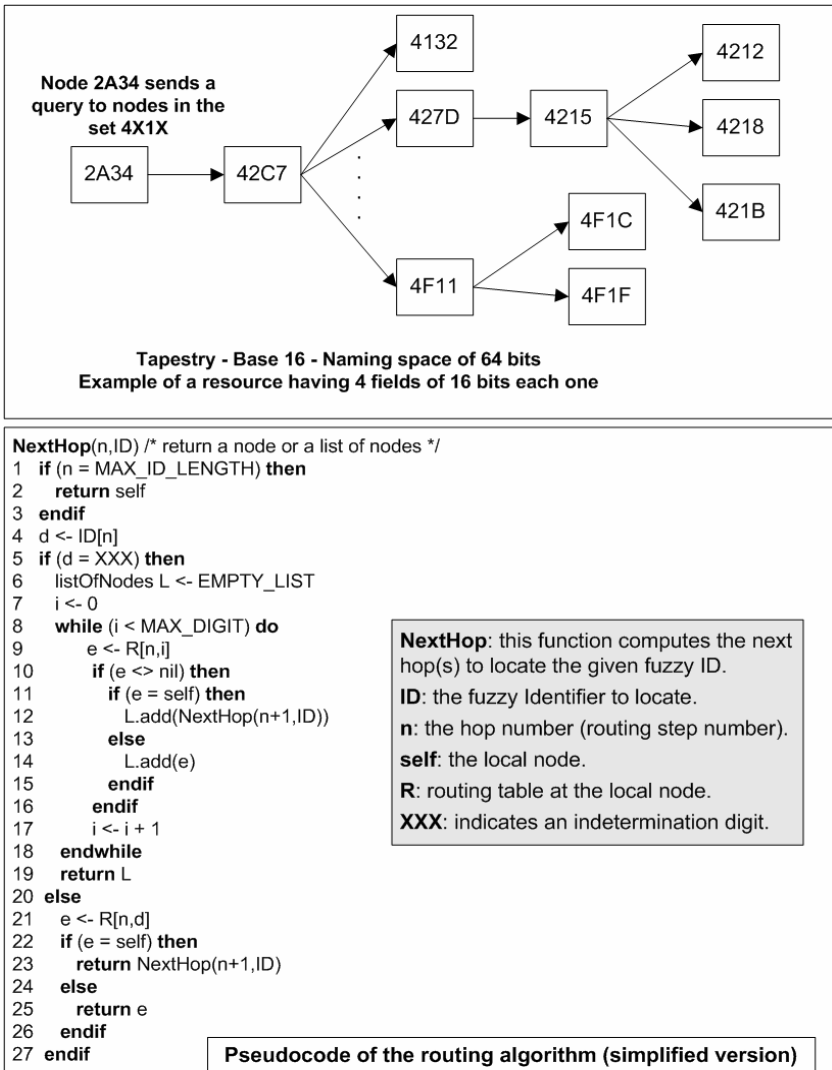 Node 2A34 sends a
query to nodes in the
set 4X1X
2A34
42C7
4132
427D
4215
4212
4218
421B
4F11
4F1C
4F1F
Tapestry - Base 16 - Naming space of 64 bits
Example of a resource having 4 fields of 16 bits each one
NextHop(n,ID) /* return a node or a list of nodes */
1 if (n = MAX_ID_LENGTH) then
2 return self
3 endif
4 d <- ID[n]
5 if (d = XXX) then
6 listOfNodes L <- EMPTY_LIST
7 i <- 0
8 while (i < MAX_DIGIT) do
9 e <- R[n,i]
10 if (e <> nil) then
11 if (e = self) then
12 L.add(NextHop(n+1,ID))
13 else
14 L.add(e)
15 endif
16 endif
17 i <- i + 1
18 endwhile
19 return L
20 else
21 e <- R[n,d]
22 if (e = self) then
23 return NextHop(n+1,ID)
24 else
25 return e
26 endif
27 endif
NextHop: this function computes the next
hop(s) to locate the given fuzzy ID.
ID: the fuzzy Identifier to locate.
n: the hop number (routing step number).
self: the local node.
R: routing table at the local node.
XXX: indicates an indetermination digit.
Pseudocode of the routing algorithm (simplified version)